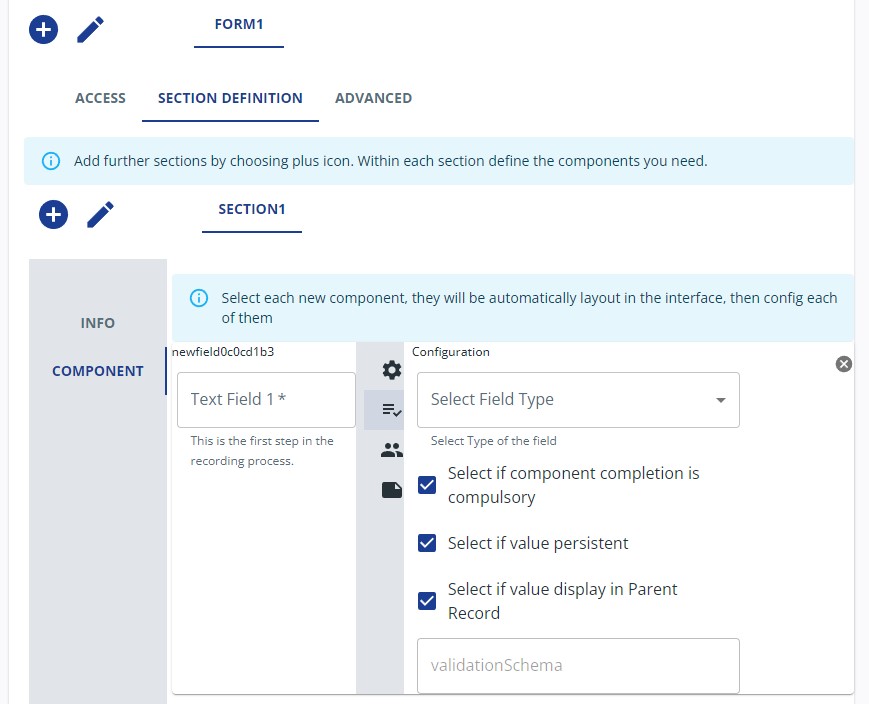 FORM1
ACCESS SECTION DEFINITION ADVANCED
Add further sections by choosing plus icon. Within each section define the components you need.
SECTION1
INFO
COMPONENT
Select each new component, they will be automatically layout in the interface, then config each
of them
newfield0c0cd1b3
Text Field 1 *
This is the first step in the
recording process.
Configuration
Select Field Type
Select Type of the field
Select if component completion is
compulsory
Select if value persistent
Select if value display in Parent
Record
validationSchema